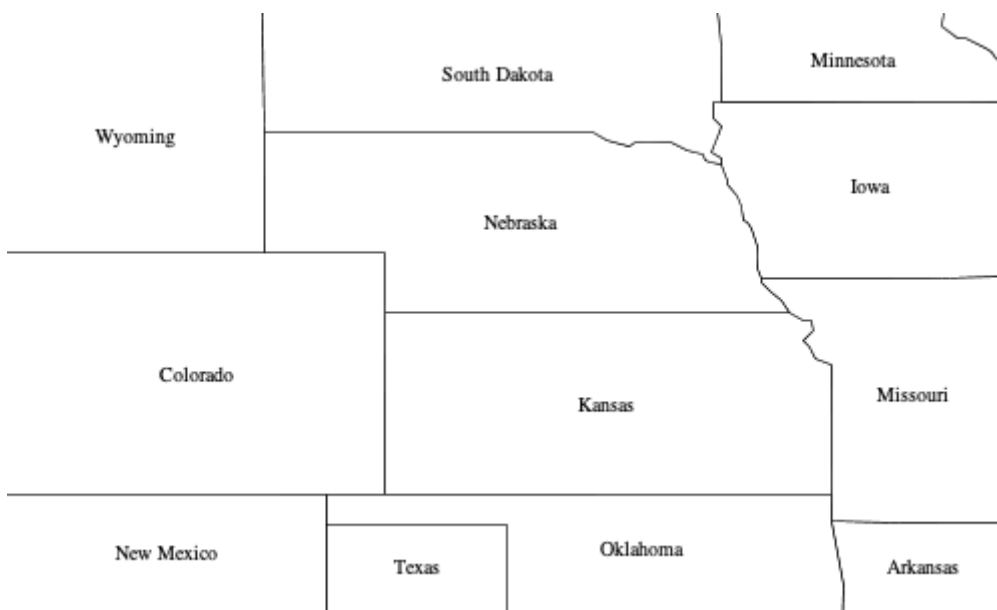 Minnesota
South Dakota
Wyoming
Iowa
Nebraska
Colorado
Missouri
Kansas
Oklahoma
New Mexico
Texas
Arkansas